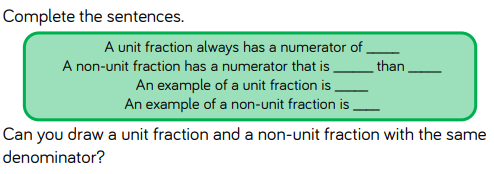 Complete the sentences.
A unit fraction always has a numerator of ____
A non-unit fraction has a numerator that is _____ than ____
An example of a unit fraction is ____
An example of a non-unit fraction is ___
Can you draw a unit fraction and a non-unit fraction with the same
denominator?